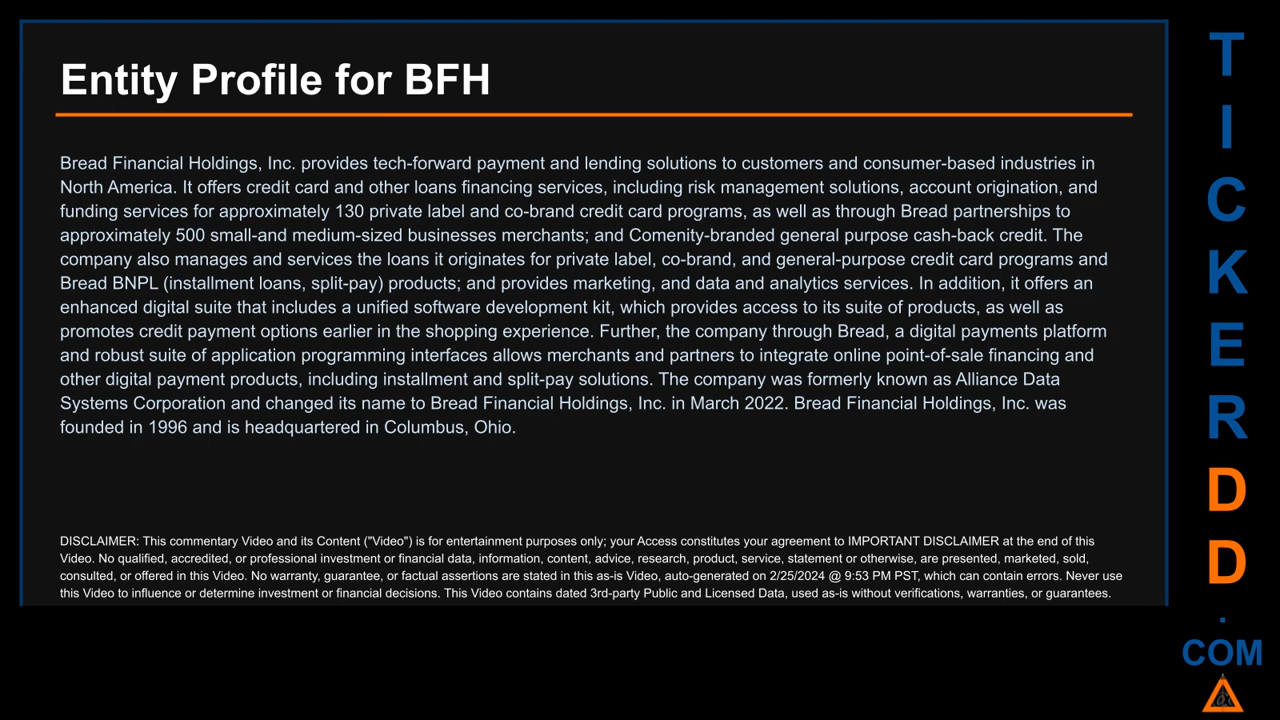 Entity Profile for BFH
Bread Financial Holdings, Inc. provides tech-forward payment and lending solutions to customers and consumer-based industries in
North America. It offers credit card and other loans financing services, including risk management solutions, account origination, and
funding services for approximately 130 private label and co-brand credit card programs, as well as through Bread partnerships to
approximately 500 small-and medium-sized businesses merchants; and Comenity-branded general purpose cash-back credit. The
company also manages and services the loans it originates for private label, co-brand, and general-purpose credit card programs and
Bread BNPL (installment loans, split-pay) products; and provides marketing, and data and analytics services. In addition, it offers an
enhanced digital suite that includes a unified software development kit, which provides access to its suite of products, as well as
promotes credit payment options earlier in the shopping experience. Further, the company through Bread, a digital payments platform
and robust suite of application programming interfaces allows merchants and partners to integrate online point-of-sale financing and
other digital payment products, including installment and split-pay solutions. The company was formerly known as Alliance Data
Systems Corporation and changed its name to Bread Financial Holdings, Inc. in March 2022. Bread Financial Holdings, Inc. was
founded in 1996 and is headquartered in Columbus, Ohio.
DISCLAIMER: This commentary Video and its Content ("Video") is for entertainment purposes only; your Access constitutes your agreement to IMPORTANT DISCLAIMER at the end of this
Video. No qualified, accredited, or professional investment or financial data, information, content, advice, research, product, service, statement or otherwise, are presented, marketed, sold,
consulted, or offered in this Video. No warranty, guarantee, or factual assertions are stated in this as-is Video, auto-generated on 2/25/2024 @ 9:53 PM PST, which can contain errors. Never use
this Video to influence or determine investment or financial decisions. This Video contains dated 3rd-party Public and Licensed Data, used as-is without verifications, warranties, or guarantees.
T
I
C
K
E
R
D
D
.
COM